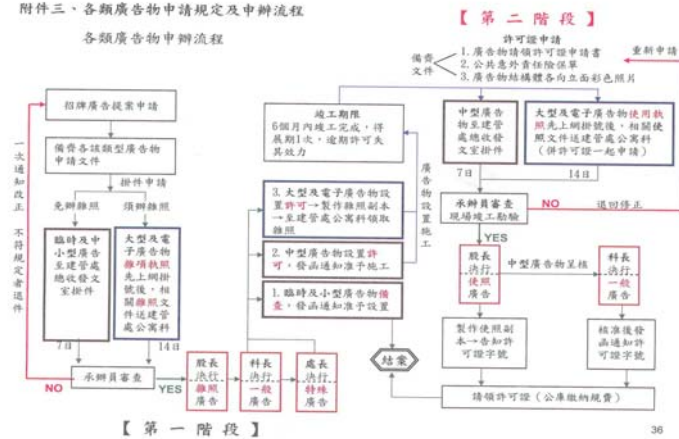 附件三、各類廣告物申請規定及申辦流程
各類廣告物申辦流程
【第二階段】
許可證申請
備齊
文件
1.廣告物請領許可證申請書
2.公共意外責任險保單
3.廣告物結構體各向立面彩色照片
重新申請
招牌廣告提案申請
備齊各該類型廣告物
申請文件
掛件申請
免辦雜照
須辦雜照
臨時及中
小型廣告
至建管處
總收發文
室掛件
大型及電
子廣告物
雜項執照
先上網掛
號後,相
關雜照文
件送建管
處公寓科
7日
14日
承辦員審查
NO
YES
一次通知改正 不符規定者退件
股長
決行
雜照
廣告
科長
決行
一般
廣告
處長
決行
特殊
廣告
【第一階段】
竣工期限
6個月內竣工完成,得
展期1次,逾期許可失
其效力
3.大型及電子廣告物設
置許可→製作雜照副本
→至建管處公寓科領取
雜照
2.中型廣告物設置許
可,發函通知准予施工
1.臨時及小型廣告物備
查,發函通知准予設置
廣告物設置施工
結案
中型廣告
物至建管
處總收發
文室掛件
大型及電子廣告物使用執
照先上網掛號後,相關使
照文件送建管處公寓科
(併許可證一起申請)
7日
14日
承辦員審查
現場竣工勘驗
NO
退回修正
YES
股長
決行
使照
廣告
中型廣告物呈核
科長
決行
一般
廣告
製作使照副
本→告知許
可證字號
核准後發
函通知許
可證字號
請領許可證(公庫繳納規費)
36